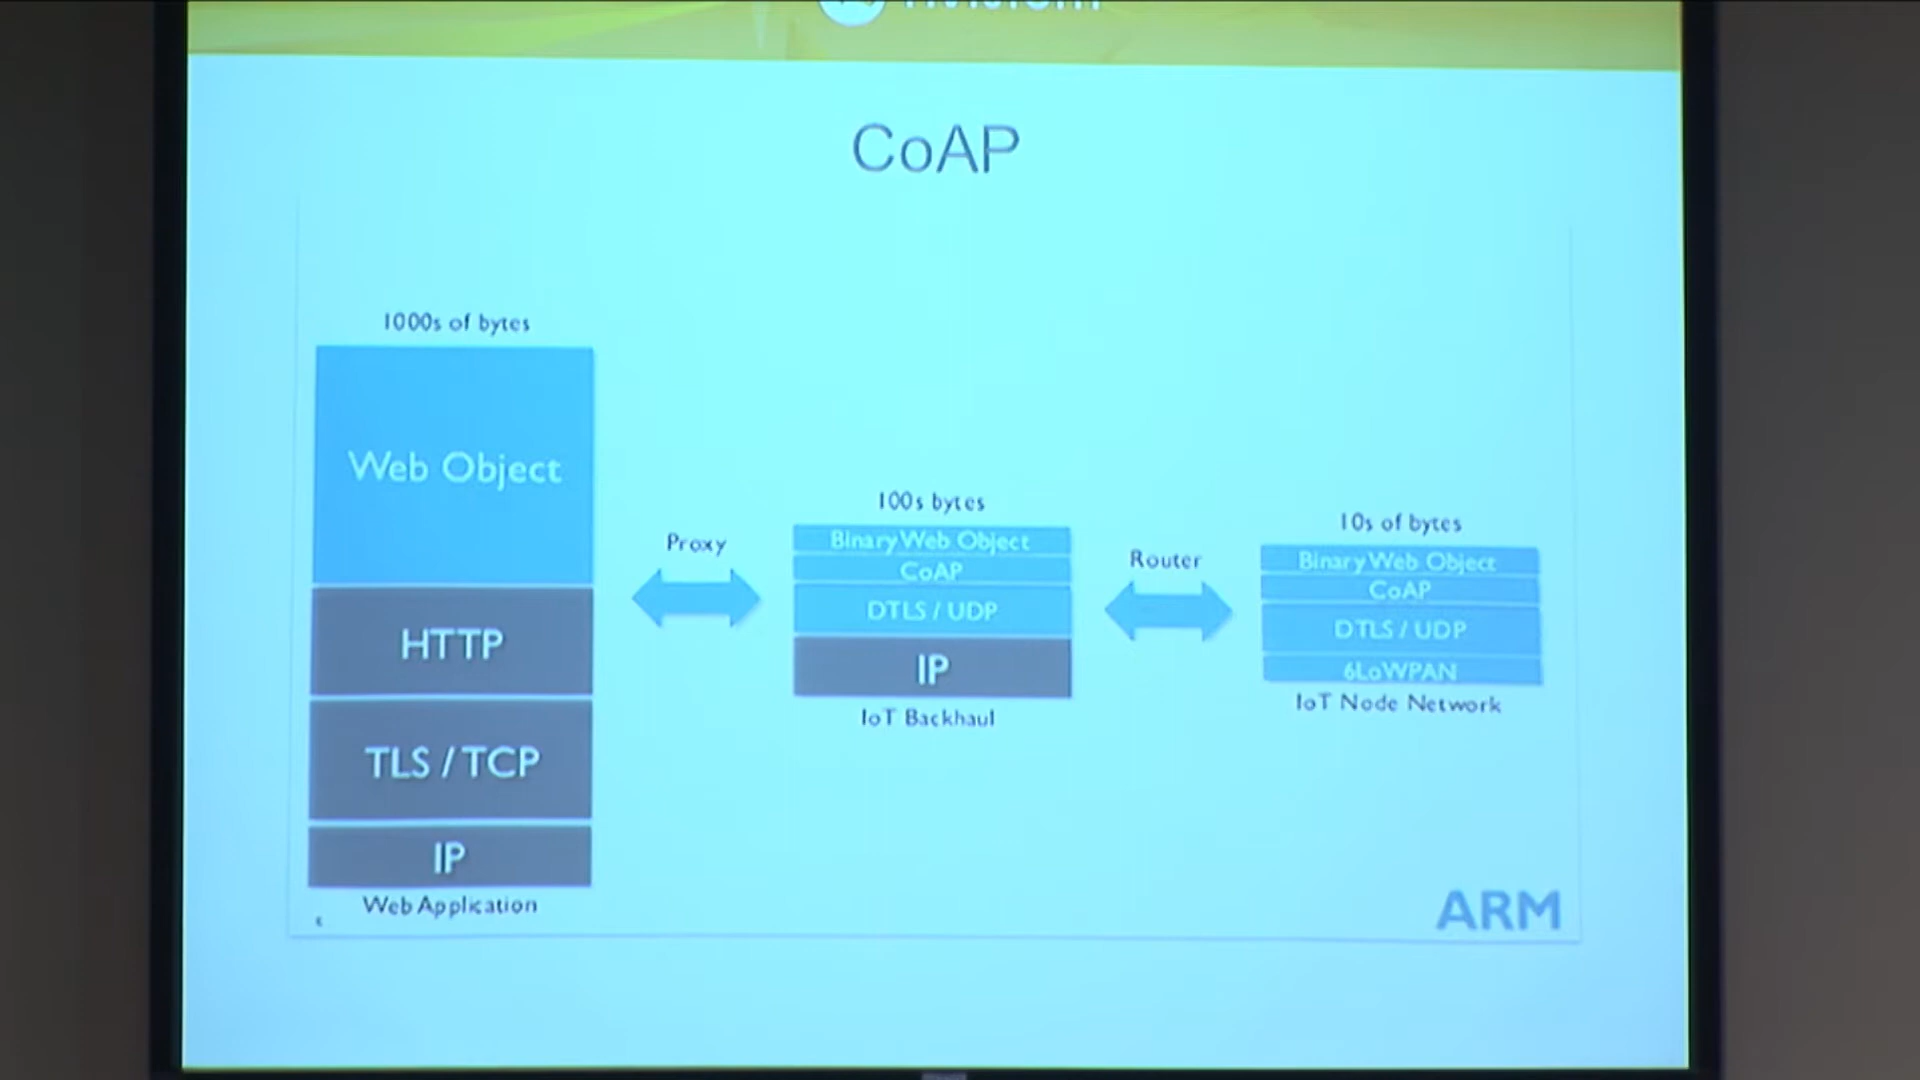 CoAP
1000s of bytes
Web Object
HTTP
TLS / TCP
IP
Web Application
Proxy
100s bytes
Binary Web Object
CoAP
DTLS / UDP
IP
IoT Backhaul
Router
10s of bytes
Binary Web Object
CoAP
DTLS / UDP
6LoWPAN
IoT Node Network
ARM